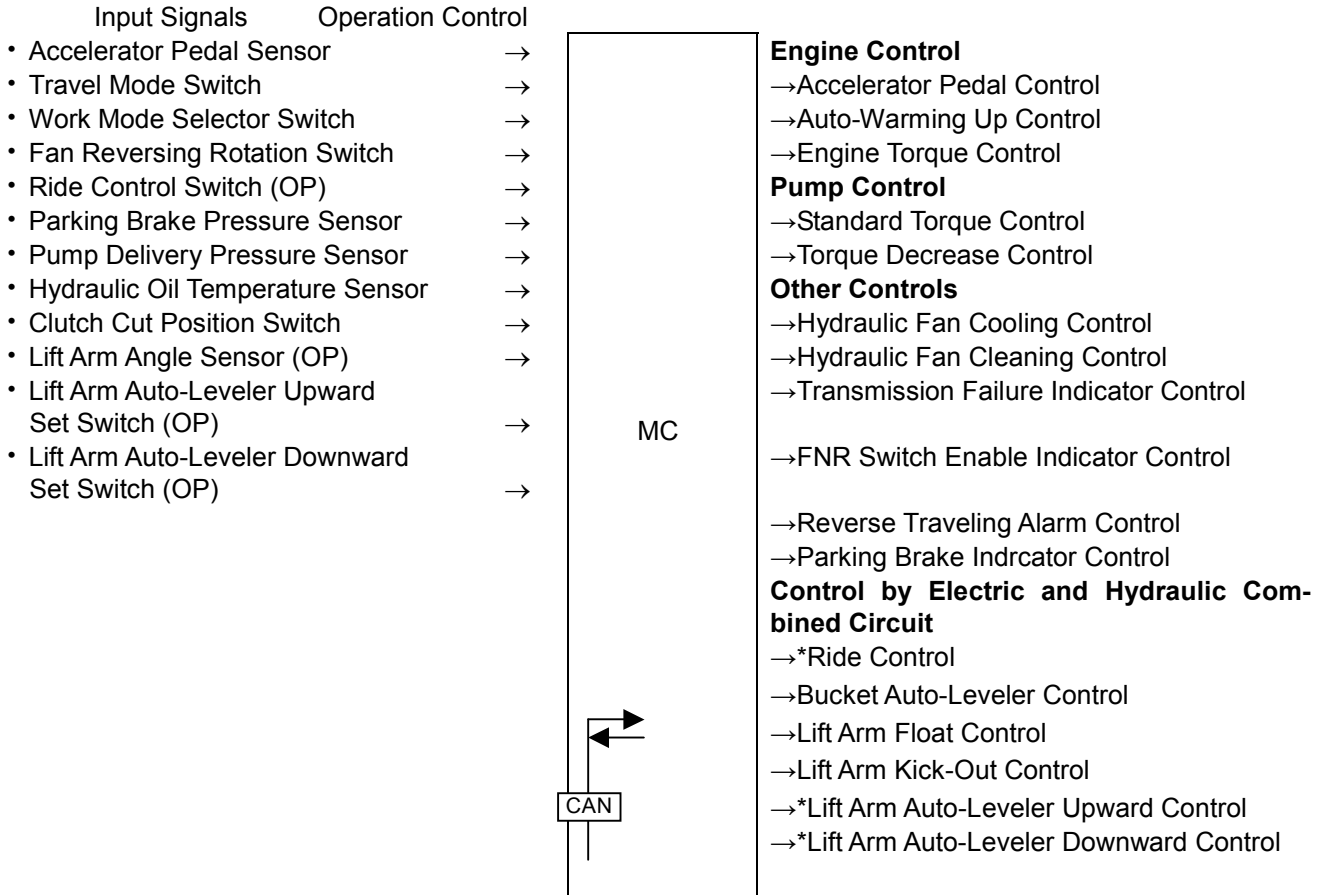 Input Signals Operation Control
・Accelerator Pedal Sensor →
・Travel Mode Switch →
・Work Mode Selector Switch →
・Fan Reversing Rotation Switch →
・Ride Control Switch (OP) →
・Parking Brake Pressure Sensor →
・Pump Delivery Pressure Sensor →
・Hydraulic Oil Temperature Sensor →
・Clutch Cut Position Switch →
・Lift Arm Angle Sensor (OP) →
・Lift Arm Auto-Leveler Upward
Set Switch (OP) →
・Lift Arm Auto-Leveler Downward
Set Switch (OP) →
MC
CAN
Engine Control
→Accelerator Pedal Control
→Auto-Warming Up Control
→Engine Torque Control
Pump Control
→Standard Torque Control
→Torque Decrease Control
Other Controls
→Hydraulic Fan Cooling Control
→Hydraulic Fan Cleaning Control
→Transmission Failure Indicator Control
→FNR Switch Enable Indicator Control
→Reverse Traveling Alarm Control
→Parking Brake Indrcator Control
Control by Electric and Hydraulic Com-
bined Circuit
→*Ride Control
→Bucket Auto-Leveler Control
→Lift Arm Float Control
→Lift Arm Kick-Out Control
→*Lift Arm Auto-Leveler Upward Control
→*Lift Arm Auto-Leveler Downward Control